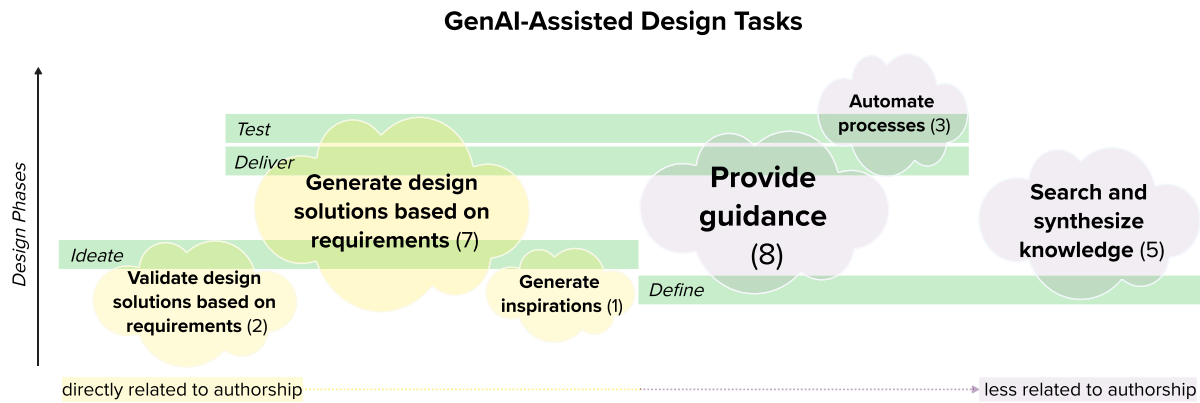 GenAI-Assisted Design Tasks
Design Phases
Automate
processes (3)
Test
Deliver
Generate design
solutions based on
requirements (7)
Provide
guidance
(8)
Search and
synthesize
knowledge (5)
Ideate
Validate design
solutions based on
requirements (2)
Generate
inspirations (1)
Define
directly related to authorship
less related to authorship